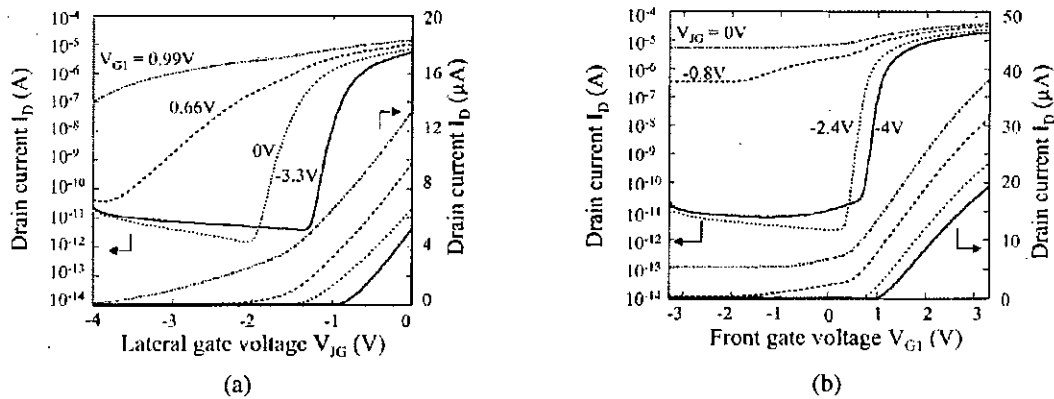 10⁻⁴
10⁻⁵
10⁻⁶
10⁻⁷
10⁻⁸
10⁻⁹
10⁻¹⁰
10⁻¹¹
10⁻¹²
10⁻¹³
10⁻¹⁴
Drain current I_D (A)
V_G1 = 0.99V
0.66V
0V
-3.3V
20
16
12
8
4
0
Drain current I_D (µA)
-4
-3
-2
-1
0
Lateral gate voltage V_JG (V)
(a)
10⁻⁴
10⁻⁵
10⁻⁶
10⁻⁷
10⁻⁸
10⁻⁹
10⁻¹⁰
10⁻¹¹
10⁻¹²
10⁻¹³
10⁻¹⁴
Drain current I_D (A)
V_JG = 0V
-0.8V
-2.4V
-4V
50
40
30
20
10
0
Drain current I_D (µA)
-3
-2
-1
0
1
2
3
Front gate voltage V_G1 (V)
(b)